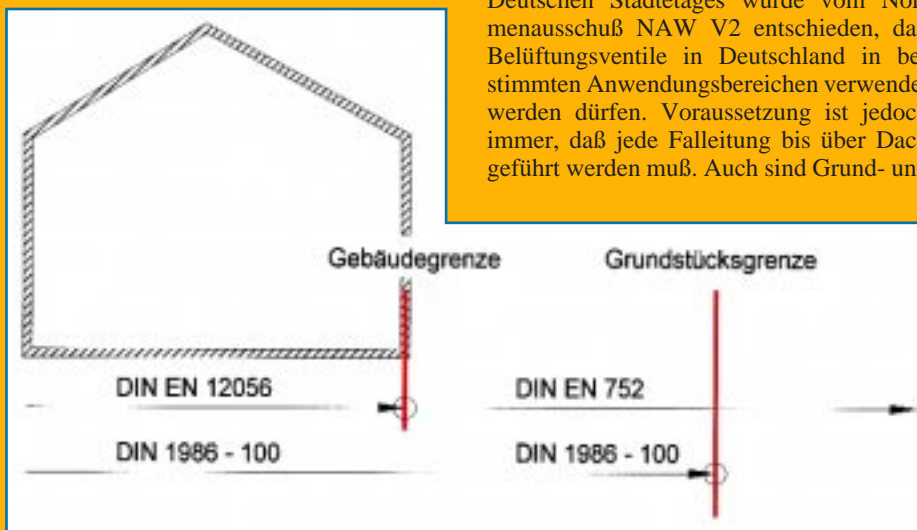 Deutschen Städtetages wurde vom Nor-
menausschuß NAW V2 entschieden, da
Belüftungsventile in Deutschland in be
stimmten Anwendungsbereichen verwende
werden dürfen. Voraussetzung ist jedoc
immer, daß jede Falleitung bis über Dac
geführt werden muß. Auch sind Grund- un
Gebäudegrenze Grundstücksgrenze
DIN EN 12056 DIN EN 752
DIN 1986 - 100 DIN 1986 - 100